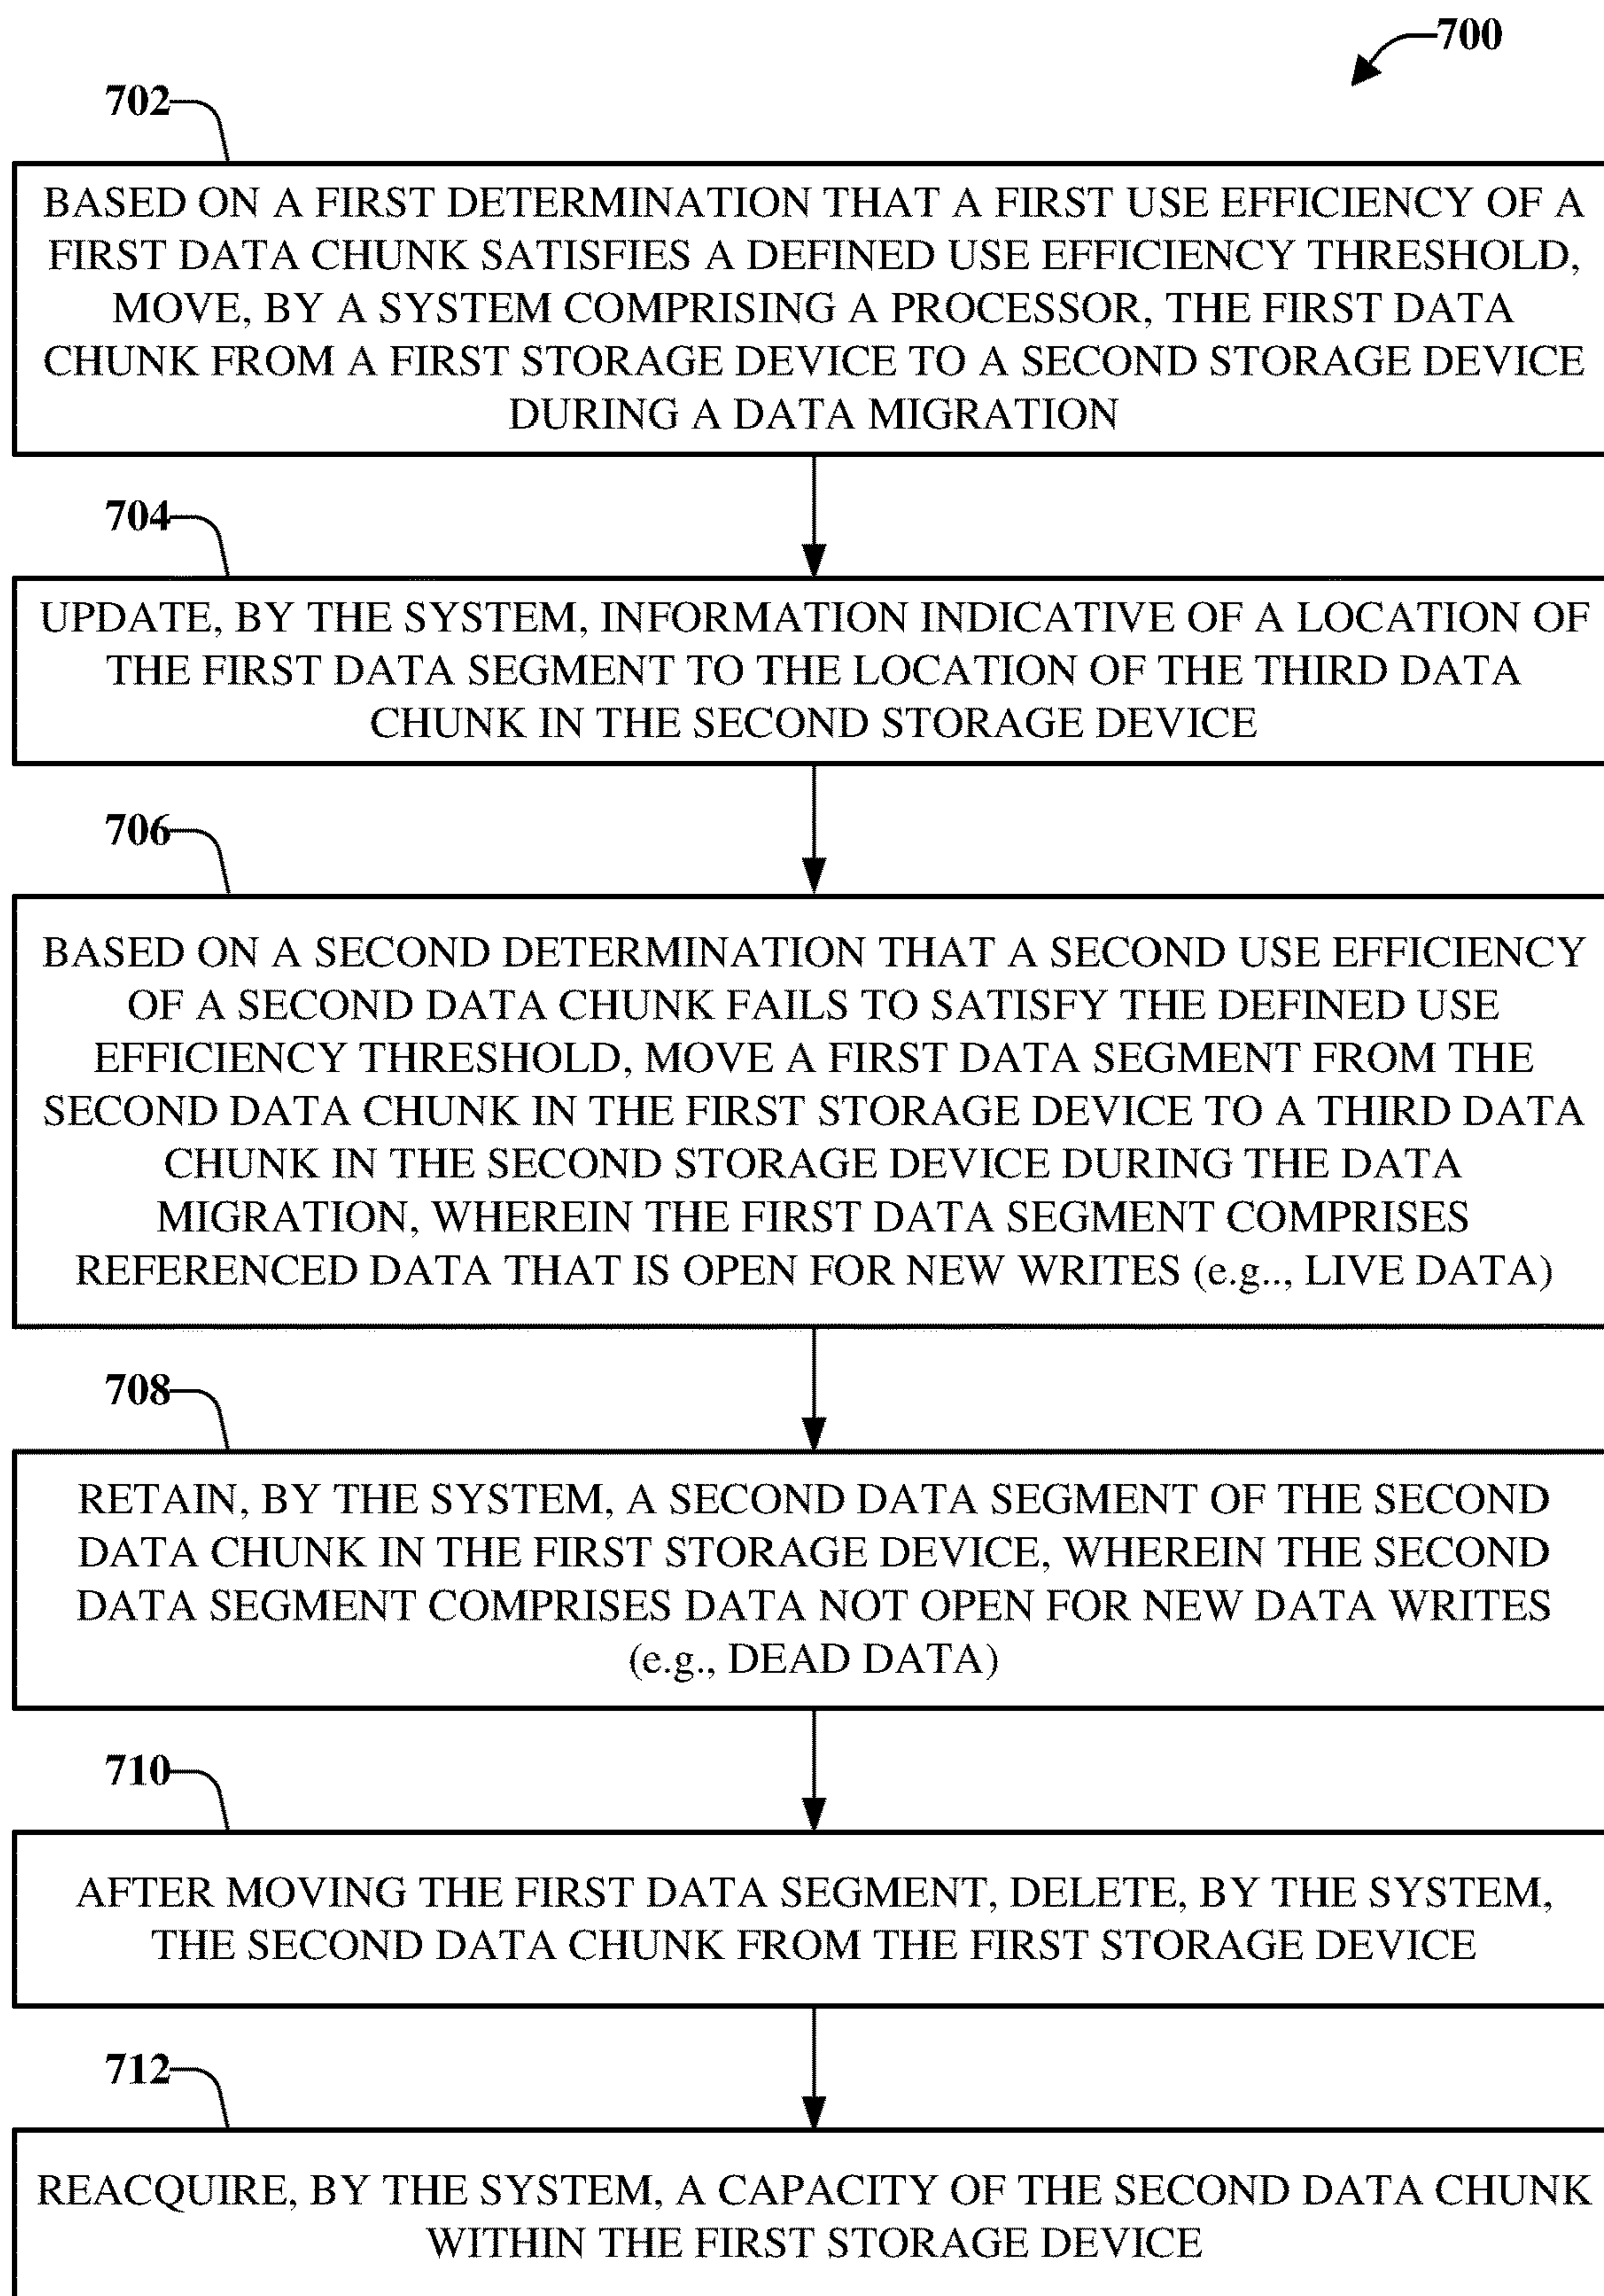 700
702
BASED ON A FIRST DETERMINATION THAT A FIRST USE EFFICIENCY OF A
FIRST DATA CHUNK SATISFIES A DEFINED USE EFFICIENCY THRESHOLD,
MOVE, BY A SYSTEM COMPRISING A PROCESSOR, THE FIRST DATA
CHUNK FROM A FIRST STORAGE DEVICE TO A SECOND STORAGE DEVICE
DURING A DATA MIGRATION
704
UPDATE, BY THE SYSTEM, INFORMATION INDICATIVE OF A LOCATION OF
THE FIRST DATA SEGMENT TO THE LOCATION OF THE THIRD DATA
CHUNK IN THE SECOND STORAGE DEVICE
706
BASED ON A SECOND DETERMINATION THAT A SECOND USE EFFICIENCY
OF A SECOND DATA CHUNK FAILS TO SATISFY THE DEFINED USE
EFFICIENCY THRESHOLD, MOVE A FIRST DATA SEGMENT FROM THE
SECOND DATA CHUNK IN THE FIRST STORAGE DEVICE TO A THIRD DATA
CHUNK IN THE SECOND STORAGE DEVICE DURING THE DATA
MIGRATION, WHEREIN THE FIRST DATA SEGMENT COMPRISES
REFERENCED DATA THAT IS OPEN FOR NEW WRITES (e.g.., LIVE DATA)
708
RETAIN, BY THE SYSTEM, A SECOND DATA SEGMENT OF THE SECOND
DATA CHUNK IN THE FIRST STORAGE DEVICE, WHEREIN THE SECOND
DATA SEGMENT COMPRISES DATA NOT OPEN FOR NEW DATA WRITES
(e.g., DEAD DATA)
710
AFTER MOVING THE FIRST DATA SEGMENT, DELETE, BY THE SYSTEM,
THE SECOND DATA CHUNK FROM THE FIRST STORAGE DEVICE
712
REACQUIRE, BY THE SYSTEM, A CAPACITY OF THE SECOND DATA CHUNK
WITHIN THE FIRST STORAGE DEVICE